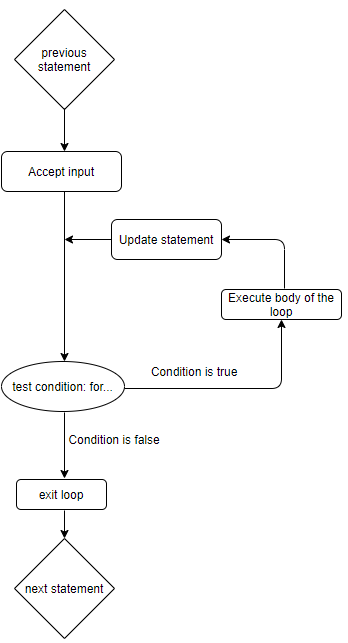 previous
statement
Accept input
Update statement
Execute body of the
loop
Condition is true
test condition: for...
Condition is false
exit loop
next statement